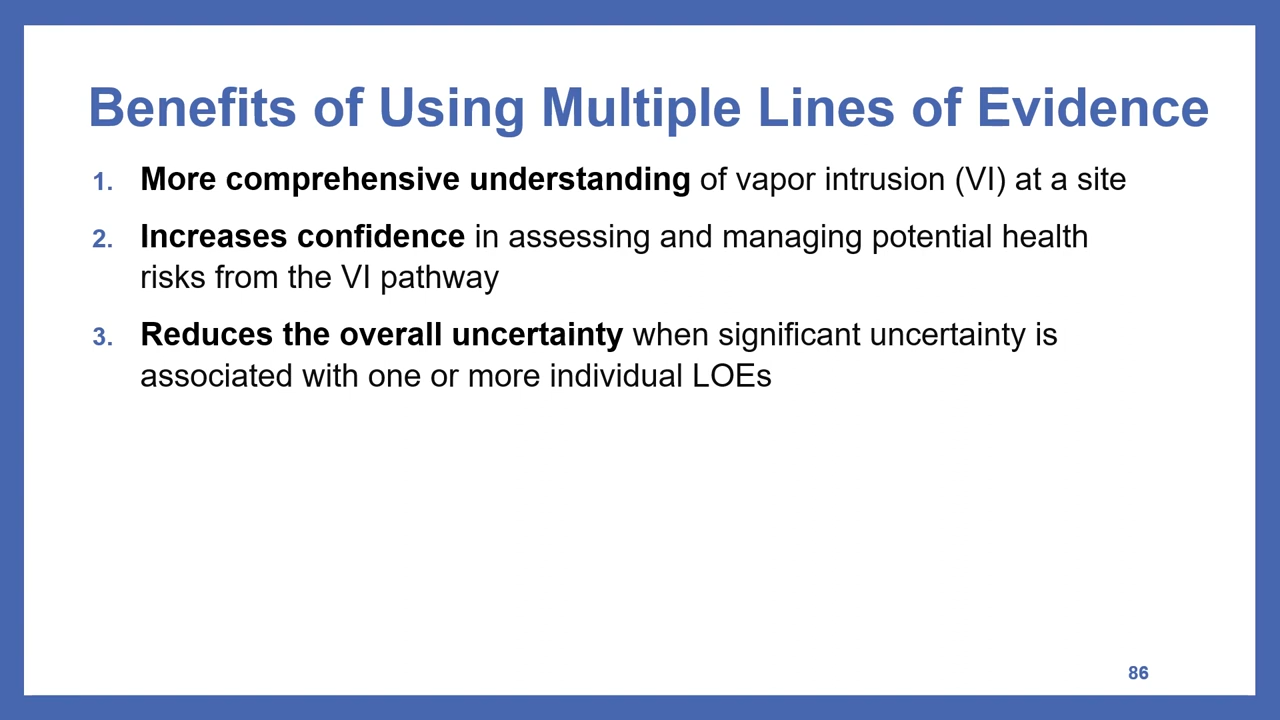 Benefits of Using Multiple Lines of Evidence
1. More comprehensive understanding of vapor intrusion (VI) at a site
2. Increases confidence in assessing and managing potential health
risks from the VI pathway
3. Reduces the overall uncertainty when significant uncertainty is
associated with one or more individual LOEs
86